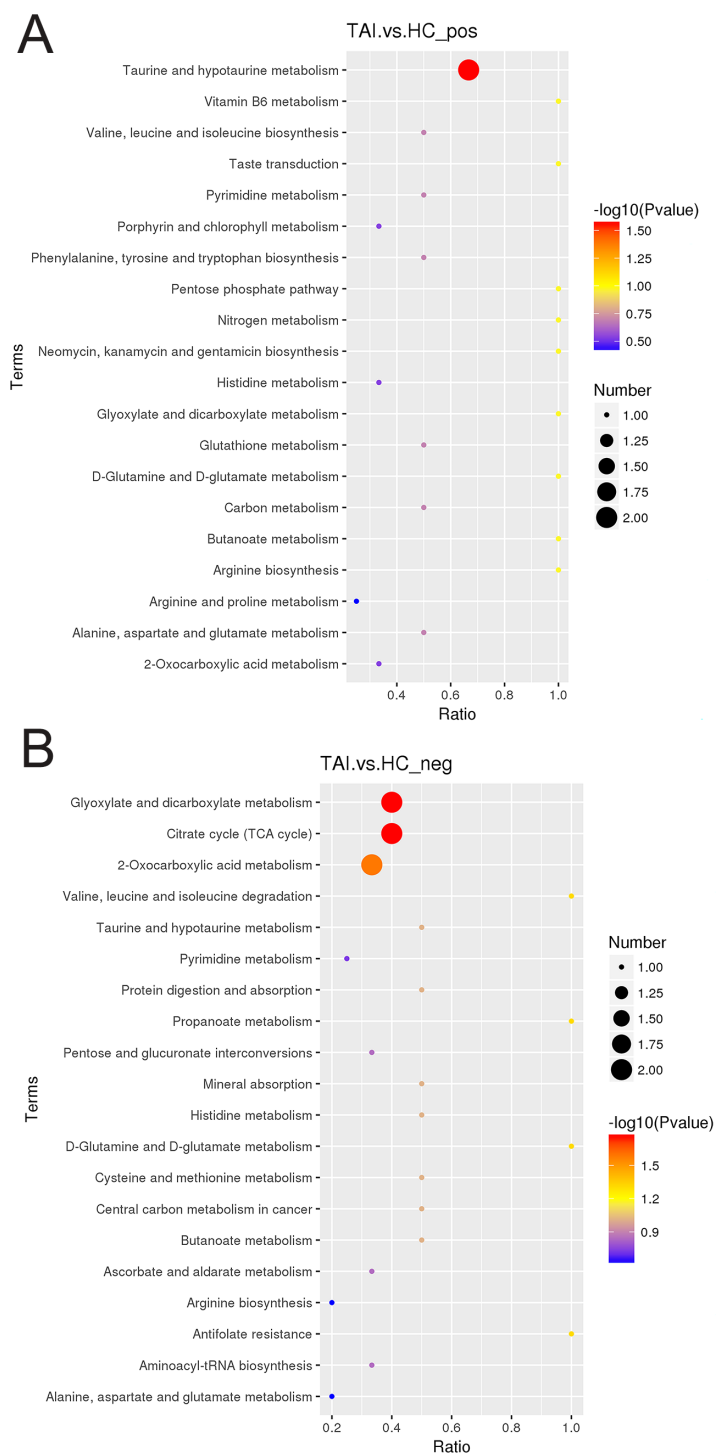 A
TAI.vs.HC_pos
Taurine and hypotaurine metabolism
Vitamin B6 metabolism
Valine, leucine and isoleucine biosynthesis
Taste transduction
Pyrimidine metabolism
Porphyrin and chlorophyll metabolism
Phenylalanine, tyrosine and tryptophan biosynthesis
Pentose phosphate pathway
Nitrogen metabolism
Neomycin, kanamycin and gentamicin biosynthesis
Histidine metabolism
Glyoxylate and dicarboxylate metabolism
Glutathione metabolism
D-Glutamine and D-glutamate metabolism
Carbon metabolism
Butanoate metabolism
Arginine biosynthesis
Arginine and proline metabolism
Alanine, aspartate and glutamate metabolism
2-Oxocarboxylic acid metabolism
Terms
0.4 0.6 0.8 1.0
Ratio
-log10(Pvalue)
1.50
1.25
1.00
0.75
0.50
Number
1.00
1.25
1.50
1.75
2.00
B
TAI.vs.HC_neg
Glyoxylate and dicarboxylate metabolism
Citrate cycle (TCA cycle)
2-Oxocarboxylic acid metabolism
Valine, leucine and isoleucine degradation
Taurine and hypotaurine metabolism
Pyrimidine metabolism
Protein digestion and absorption
Propanoate metabolism
Pentose and glucuronate interconversions
Mineral absorption
Histidine metabolism
D-Glutamine and D-glutamate metabolism
Cysteine and methionine metabolism
Central carbon metabolism in cancer
Butanoate metabolism
Ascorbate and aldarate metabolism
Arginine biosynthesis
Antifolate resistance
Aminoacyl-tRNA biosynthesis
Alanine, aspartate and glutamate metabolism
Terms
0.2 0.4 0.6 0.8 1.0
Ratio
Number
1.00
1.25
1.50
1.75
2.00
-log10(Pvalue)
1.5
1.2
0.9